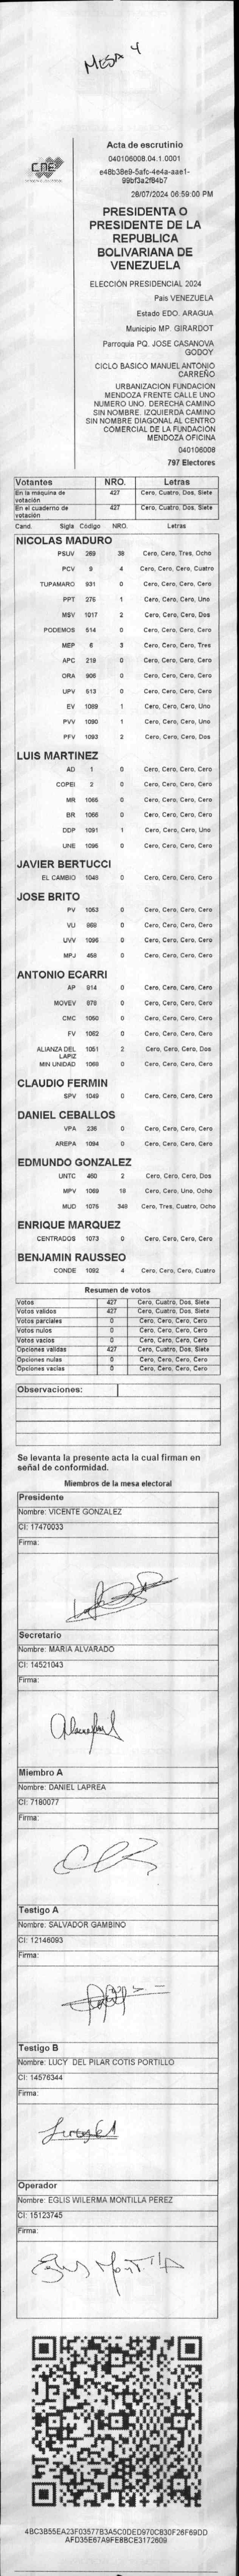 MESA 4
CNE
Acta de escrutinio
040106008.04.1.0001
e48b38e9-5afc-4e4a-aae1-
99bf3a2f84b7
28/07/2024 06:59:00 PM
PRESIDENTA O
PRESIDENTE DE LA
REPUBLICA
BOLIVARIANA DE
VENEZUELA
ELECCIÓN PRESIDENCIAL 2024
País VENEZUELA
Estado EDO. ARAGUA
Municipio MP. GIRARDOT
Parroquia PQ. JOSE CASANOVA
GODOY
CICLO BASICO MANUEL ANTONIO
CARREÑO
URBANIZACION FUNDACION
MENDOZA FRENTE CALLE UNO
NUMERO UNO. DERECHA CAMINO
SIN NOMBRE. IZQUIERDA CAMINO
SIN NOMBRE DIAGONAL AL CENTRO
COMERCIAL DE LA FUNDACION
MENDOZA OFICINA
040106008
797 Electores
Votantes NRO. Letras
En la máquina de votación 427 Cero, Cuatro, Dos, Siete
En el cuaderno de votación 427 Cero, Cuatro, Dos, Siete
Cand. Sigla Código NRO. Letras
NICOLAS MADURO
PSUV 269 38 Cero, Cero, Tres, Ocho
PCV 9 4 Cero, Cero, Cero, Cuatro
TUPAMARO 931 0 Cero, Cero, Cero, Cero
PPT 275 1 Cero, Cero, Cero, Uno
MSV 1017 2 Cero, Cero, Cero, Dos
PODEMOS 514 0 Cero, Cero, Cero, Cero
MEP 6 3 Cero, Cero, Cero, Tres
APC 219 0 Cero, Cero, Cero, Cero
ORA 906 0 Cero, Cero, Cero, Cero
UPV 513 0 Cero, Cero, Cero, Cero
EV 1089 1 Cero, Cero, Cero, Uno
PVV 1090 1 Cero, Cero, Cero, Uno
PFV 1093 2 Cero, Cero, Cero, Dos
LUIS MARTINEZ
AD 1 0 Cero, Cero, Cero, Cero
COPEI 2 0 Cero, Cero, Cero, Cero
MR 1065 0 Cero, Cero, Cero, Cero
BR 1066 0 Cero, Cero, Cero, Cero
DDP 1091 1 Cero, Cero, Cero, Uno
UNE 1095 0 Cero, Cero, Cero, Cero
JAVIER BERTUCCI
EL CAMBIO 1048 0 Cero, Cero, Cero, Cero
JOSE BRITO
PV 1053 0 Cero, Cero, Cero, Cero
VU 869 0 Cero, Cero, Cero, Cero
UVV 1096 0 Cero, Cero, Cero, Cero
MPJ 458 0 Cero, Cero, Cero, Cero
ANTONIO ECARRI
AP 914 0 Cero, Cero, Cero, Cero
MOVEV 878 0 Cero, Cero, Cero, Cero
CMC 1050 0 Cero, Cero, Cero, Cero
FV 1062 0 Cero, Cero, Cero, Cero
ALIANZA DEL LAPIZ 1051 2 Cero, Cero, Cero, Dos
MIN UNIDAD 1068 0 Cero, Cero, Cero, Cero
CLAUDIO FERMIN
SPV 1049 0 Cero, Cero, Cero, Cero
DANIEL CEBALLOS
VPA 236 0 Cero, Cero, Cero, Cero
AREPA 1094 0 Cero, Cero, Cero, Cero
EDMUNDO GONZALEZ
UNTC 460 2 Cero, Cero, Cero, Dos
MPV 1069 18 Cero, Cero, Uno, Ocho
MUD 1075 348 Cero, Tres, Cuatro, Ocho
ENRIQUE MARQUEZ
CENTRADOS 1073 0 Cero, Cero, Cero, Cero
BENJAMIN RAUSSEO
CONDE 1092 4 Cero, Cero, Cero, Cuatro
Resumen de votos
Votos 427 Cero, Cuatro, Dos, Siete
Votos validos 427 Cero, Cuatro, Dos, Siete
Votos parciales 0 Cero, Cero, Cero, Cero
Votos nulos 0 Cero, Cero, Cero, Cero
Votos vacios 0 Cero, Cero, Cero, Cero
Opciones validas 427 Cero, Cuatro, Dos, Siete
Opciones nulas 0 Cero, Cero, Cero, Cero
Opciones vacias 0 Cero, Cero, Cero, Cero
Observaciones:
Se levanta la presente acta la cual firman en
señal de conformidad.
Miembros de la mesa electoral
Presidente
Nombre: VICENTE GONZALEZ
CI: 17470033
Firma:
Secretario
Nombre: MARIA ALVARADO
CI: 14521043
Firma:
Miembro A
Nombre: DANIEL LAPREA
CI: 7180077
Firma:
Testigo A
Nombre: SALVADOR GAMBINO
CI: 12146093
Firma:
Testigo B
Nombre: LUCY DEL PILAR COTIS PORTILLO
CI: 14576344
Firma:
Operador
Nombre: EGLIS WILERMA MONTILLA PEREZ
CI: 15123745
Firma:
Eglis Montilla
4BC3B55EA23F03577B3A5C0DED970C830F26F69DD
AFD35E67A9FE8BCE3172609